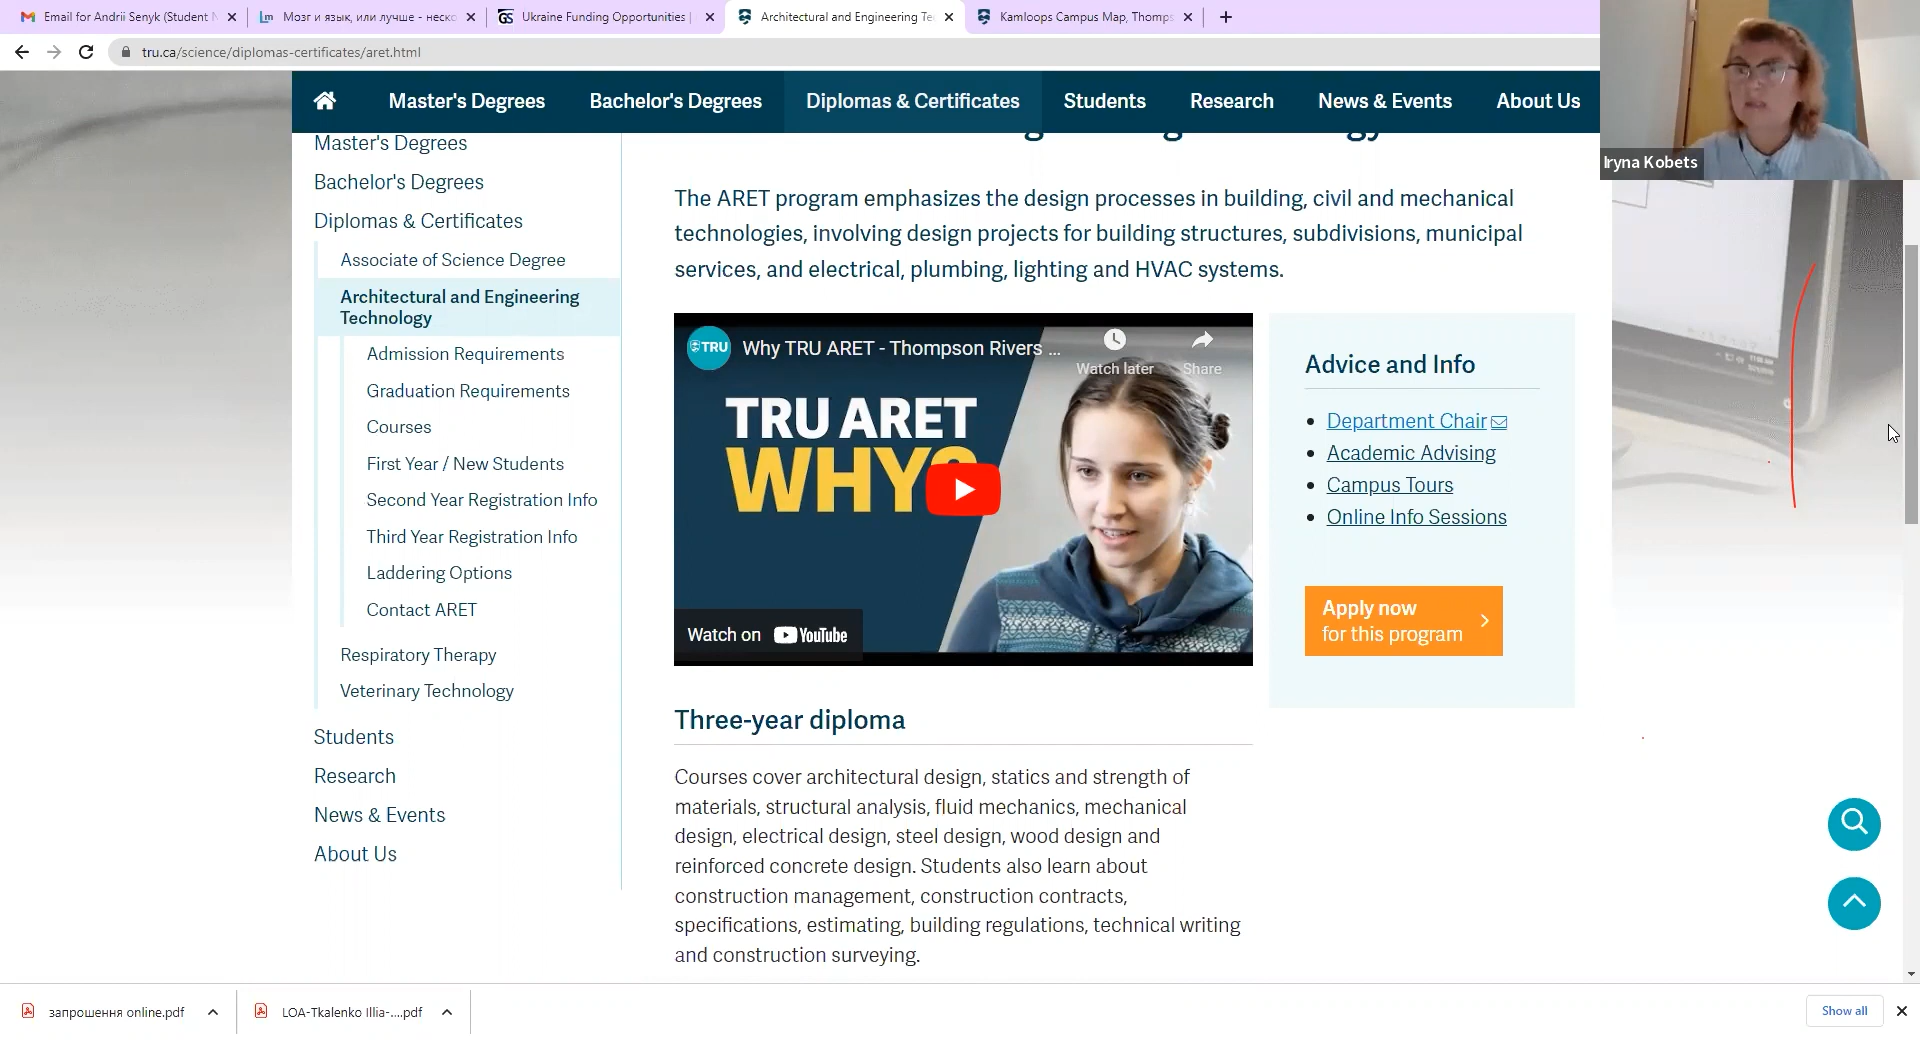 Email for Andrii Senyk (Student N
Мозг и язык, или лучше - неско
Ukraine Funding Opportunities |
Architectural and Engineering Te
Kamloops Campus Map, Thomps
tru.ca/science/diplomas-certificates/aret.html
Master's Degrees
Bachelor's Degrees
Diplomas & Certificates
Students
Research
News & Events
About Us
Iryna Kobets
Master's Degrees
Bachelor's Degrees
Diplomas & Certificates
Associate of Science Degree
Architectural and Engineering
Technology
Admission Requirements
Graduation Requirements
Courses
First Year / New Students
Second Year Registration Info
Third Year Registration Info
Laddering Options
Contact ARET
Respiratory Therapy
Veterinary Technology
Students
Research
News & Events
About Us
The ARET program emphasizes the design processes in building, civil and mechanical
technologies, involving design projects for building structures, subdivisions, municipal
services, and electrical, plumbing, lighting and HVAC systems.
TRU
Why TRU ARET - Thompson Rivers ...
Watch later
Share
TRU ARET
WHY?
Watch on YouTube
Advice and Info
Department Chair
Academic Advising
Campus Tours
Online Info Sessions
Apply now
for this program
Three-year diploma
Courses cover architectural design, statics and strength of
materials, structural analysis, fluid mechanics, mechanical
design, electrical design, steel design, wood design and
reinforced concrete design. Students also learn about
construction management, construction contracts,
specifications, estimating, building regulations, technical writing
and construction surveying.
запрошення online.pdf
LOA-Tkalenko Illia-....pdf
Show all